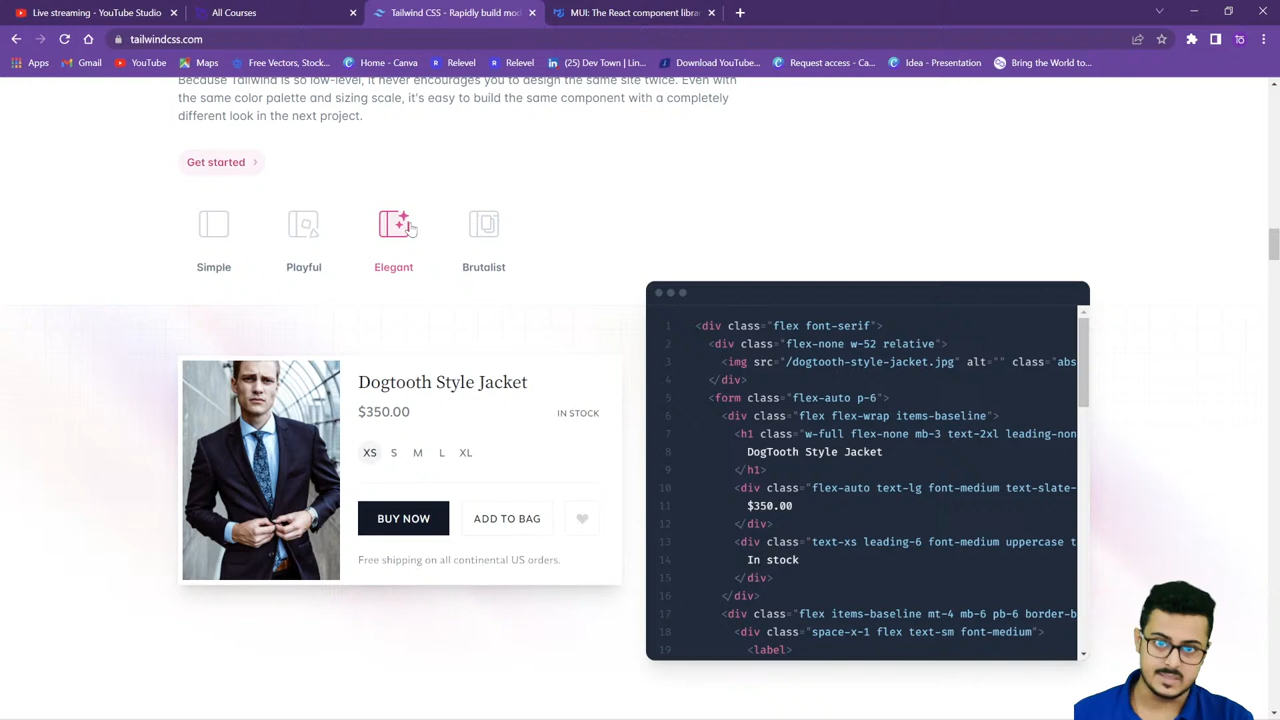 Live streaming - YouTube Studio
All Courses
Tailwind CSS - Rapidly build mod
MUI: The React component libra
tailwindcss.com
Apps
Gmail
YouTube
Maps
Free Vectors, Stock...
Home - Canva
Relevel
Relevel
(25) Dev Town | Lin...
Download YouTube...
Request access - Ca...
Idea - Presentation
Bring the World to...
Because Tailwind is so low-level, it never encourages you to design the same site twice. Even with
the same color palette and sizing scale, it's easy to build the same component with a completely
different look in the next project.
Get started
Simple
Playful
Elegant
Brutalist
Dogtooth Style Jacket
$350.00
IN STOCK
XS S M L XL
BUY NOW
ADD TO BAG
Free shipping on all continental US orders.
1 <div class="flex font-serif">
2 <div class="flex-none w-52 relative">
3 <img src="/dogtooth-style-jacket.jpg" alt="" class="abs
4 </div>
5 <form class="flex-auto p-6">
6 <div class="flex flex-wrap items-baseline">
7 <h1 class="w-full flex-none mb-3 text-2xl leading-non
8 DogTooth Style Jacket
9 </h1>
10 <div class="flex-auto text-lg font-medium text-slate-
11 $350.00
12 </div>
13 <div class="text-xs leading-6 font-medium uppercase t
14 In stock
15 </div>
16 </div>
17 <div class="flex items-baseline mt-4 mb-6 pb-6 border-b
18 <div class="space-x-1 flex text-sm font-medium">
19 <label>